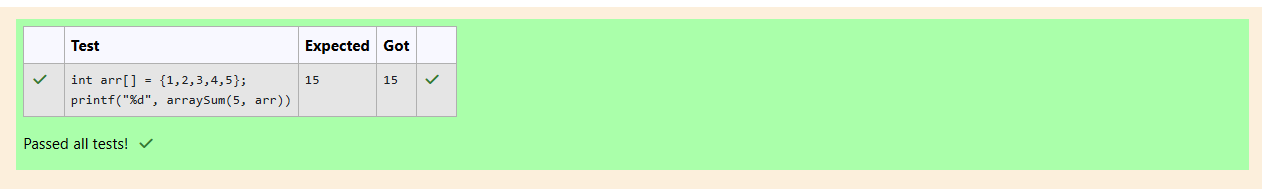 Test Expected Got
int arr[] = {1,2,3,4,5}; 15 15
printf("%d", arraySum(5, arr))
Passed all tests!